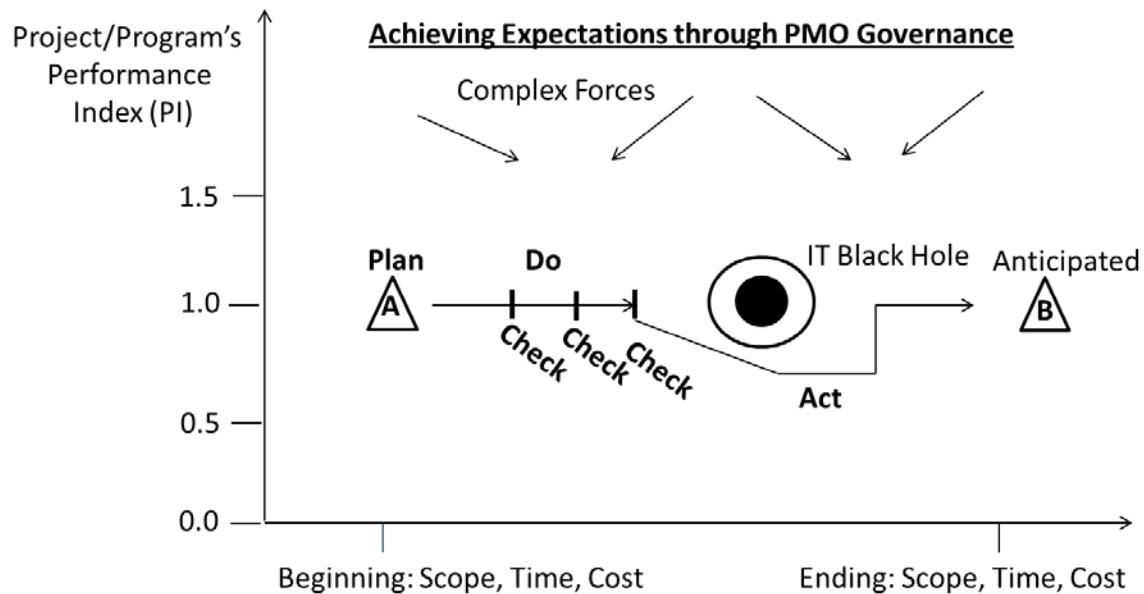 Achieving Expectations through PMO Governance
Project/Program's
Performance
Index (PI)
Complex Forces
1.5
1.0
0.5
0.0
Plan
Do
IT Black Hole
Anticipated
A
B
Check
Check
Check
Act
Beginning: Scope, Time, Cost
Ending: Scope, Time, Cost